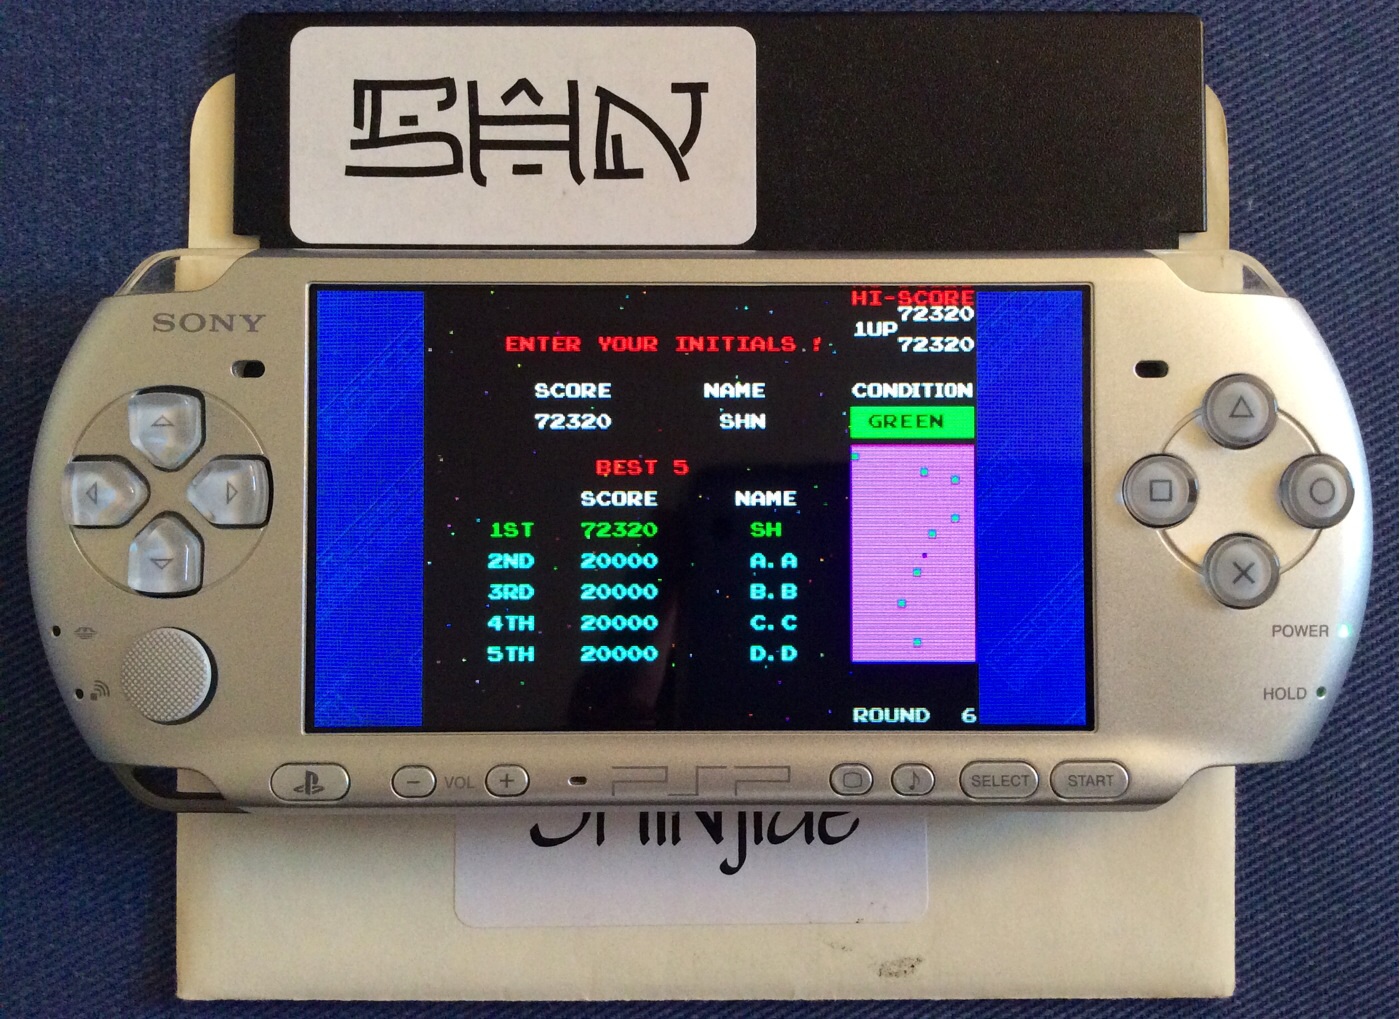 SHN
SONY
HI-SCORE
72320
1UP
72320
ENTER YOUR INITIALS !
SCORE NAME
72320 SHN
CONDITION
GREEN
BEST 5
SCORE NAME
1ST 72320 SH
2ND 20000 A.A
3RD 20000 B.B
4TH 20000 C.C
5TH 20000 D.D
ROUND 6
POWER
HOLD
VOL
PSP
SELECT
START
SHiNjide